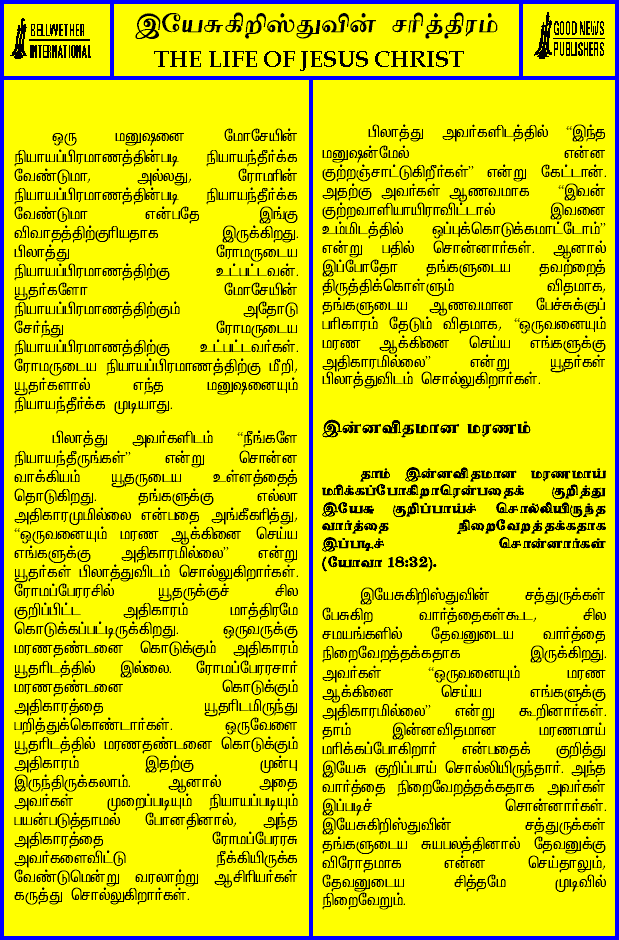 BELLWETHER
INTERNATIONAL
இயேசுகிறிஸ்துவின் சரித்திரம்
THE LIFE OF JESUS CHRIST
GOOD NEWS
PUBLISHERS
ஒரு மனுஷனை மோசேயின்
நியாயப்பிரமாணத்தின்படி நியாயந்தீர்க்க
வேண்டுமா, அல்லது, ரோமரின்
நியாயப்பிரமாணத்தின்படி நியாயந்தீர்க்க
வேண்டுமா என்பதே இங்கு
விவாதத்திற்குரியதாக இருக்கிறது.
பிலாத்து ரோமருடைய
நியாயப்பிரமாணத்திற்கு உட்பட்டவன்.
யூதர்களோ மோசேயின்
நியாயப்பிரமாணத்திற்கும் அதோடு
சேர்ந்து ரோமருடைய
நியாயப்பிரமாணத்திற்கு உட்பட்டவர்கள்.
ரோமருடைய நியாயப்பிரமாணத்திற்கு மீறி,
யூதர்களால் எந்த மனுஷனையும்
நியாயந்தீர்க்க முடியாது.
பிலாத்து அவர்களிடம் “நீங்களே
நியாயந்தீருங்கள்” என்று சொன்ன
வாக்கியம் யூதருடைய உள்ளத்தைத்
தொடுகிறது. தங்களுக்கு எல்லா
அதிகாரமுமில்லை என்பதை அங்கீகரித்து,
“ஒருவனையும் மரண ஆக்கினை செய்ய
எங்களுக்கு அதிகாரமில்லை” என்று
யூதர்கள் பிலாத்துவிடம் சொல்லுகிறார்கள்.
ரோமப்பேரரசில் யூதருக்குச் சில
குறிப்பிட்ட அதிகாரம் மாத்திரமே
கொடுக்கப்பட்டிருக்கிறது. ஒருவருக்கு
மரணதண்டனை கொடுக்கும் அதிகாரம்
யூதரிடத்தில் இல்லை. ரோமப்பேரரசார்
மரணதண்டனை கொடுக்கும்
அதிகாரத்தை யூதரிடமிருந்து
பறித்துக்கொண்டார்கள். ஒருவேளை
யூதரிடத்தில் மரணதண்டனை கொடுக்கும்
அதிகாரம் இதற்கு முன்பு
இருந்திருக்கலாம். ஆனால் அதை
அவர்கள் முறைப்படியும் நியாயப்படியும்
பயன்படுத்தாமல் போனதினால், அந்த
அதிகாரத்தை ரோமப்பேரரசு
அவர்களைவிட்டு நீக்கியிருக்க
வேண்டுமென்று வரலாற்று ஆசிரியர்கள்
கருத்து சொல்லுகிறார்கள்.
பிலாத்து அவர்களிடத்தில் “இந்த
மனுஷன்மேல் என்ன
குற்றஞ்சாட்டுகிறீர்கள்” என்று கேட்டான்.
அதற்கு அவர்கள் ஆணவமாக “இவன்
குற்றவாளியாயிராவிட்டால் இவனை
உம்மிடத்தில் ஒப்புக்கொடுக்கமாட்டோம்”
என்று பதில் சொன்னார்கள். ஆனால்
இப்போதோ தங்களுடைய தவற்றைத்
திருத்திக்கொள்ளும் விதமாக,
தங்களுடைய ஆணவமான பேச்சுக்குப்
பரிகாரம் தேடும் விதமாக, “ஒருவனையும்
மரண ஆக்கினை செய்ய எங்களுக்கு
அதிகாரமில்லை” என்று யூதர்கள்
பிலாத்துவிடம் சொல்லுகிறார்கள்.
இன்னவிதமான மரணம்
தாம் இன்னவிதமான மரணமாய்
மரிக்கப்போகிறாரென்பதைக் குறித்து
இயேசு குறிப்பாய்ச் சொல்லியிருந்த
வார்த்தை நிறைவேறத்தக்கதாக
இப்படிச் சொன்னார்கள்
(யோவா 18:32).
இயேசுகிறிஸ்துவின் சத்துருக்கள்
பேசுகிற வார்த்தைகள்கூட, சில
சமயங்களில் தேவனுடைய வார்த்தை
நிறைவேறத்தக்கதாக இருக்கிறது.
அவர்கள் “ஒருவனையும் மரண
ஆக்கினை செய்ய எங்களுக்கு
அதிகாரமில்லை” என்று கூறினார்கள்.
தாம் இன்னவிதமான மரணமாய்
மரிக்கப்போகிறார் என்பதைக் குறித்து
இயேசு குறிப்பாய் சொல்லியிருந்தார். அந்த
வார்த்தை நிறைவேறத்தக்கதாக அவர்கள்
இப்படிச் சொன்னார்கள்.
இயேசுகிறிஸ்துவின் சத்துருக்கள்
தங்களுடைய சுயபலத்தினால் தேவனுக்கு
விரோதமாக என்ன செய்தாலும்,
தேவனுடைய சித்தமே முடிவில்
நிறைவேறும்.